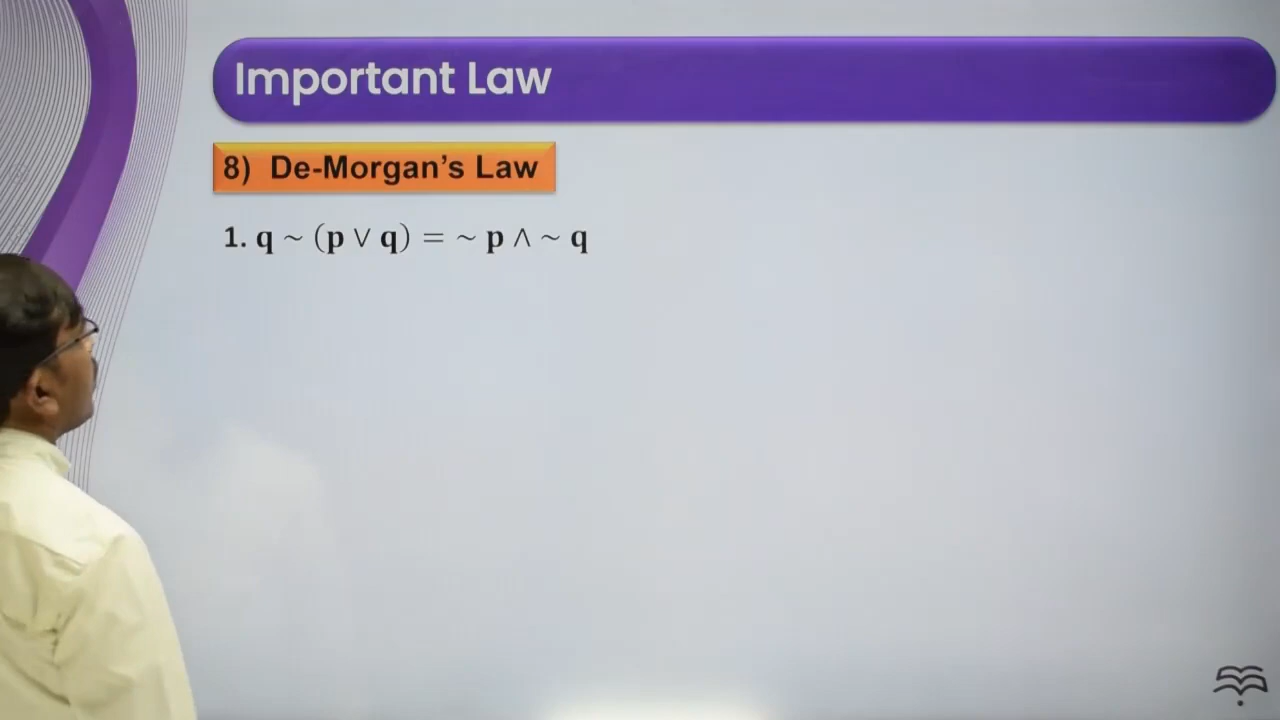 Important Law
8) De-Morgan's Law
1. q ~ (p ∨ q) = ~ p ∧ ~ q